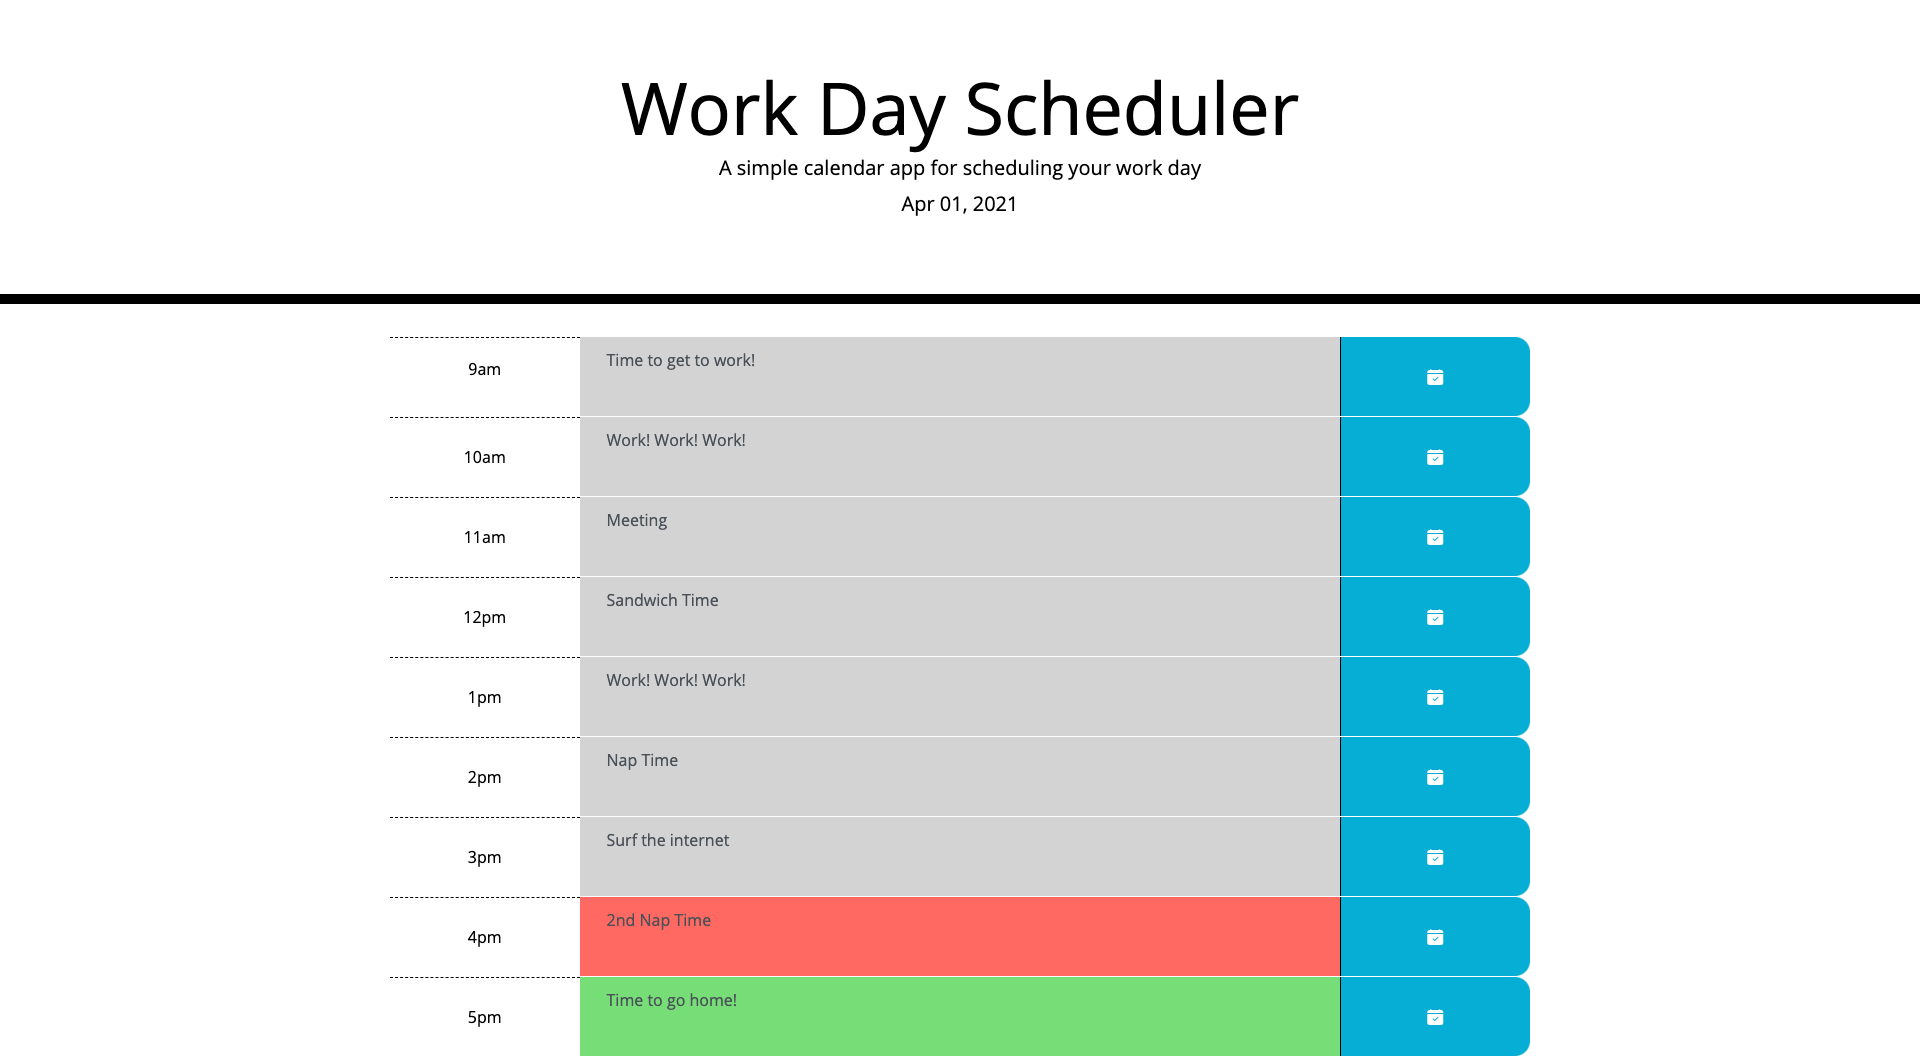 Work Day Scheduler
A simple calendar app for scheduling your work day
Apr 01, 2021
9am
Time to get to work!
10am
Work! Work! Work!
11am
Meeting
12pm
Sandwich Time
1pm
Work! Work! Work!
2pm
Nap Time
3pm
Surf the internet
4pm
2nd Nap Time
5pm
Time to go home!